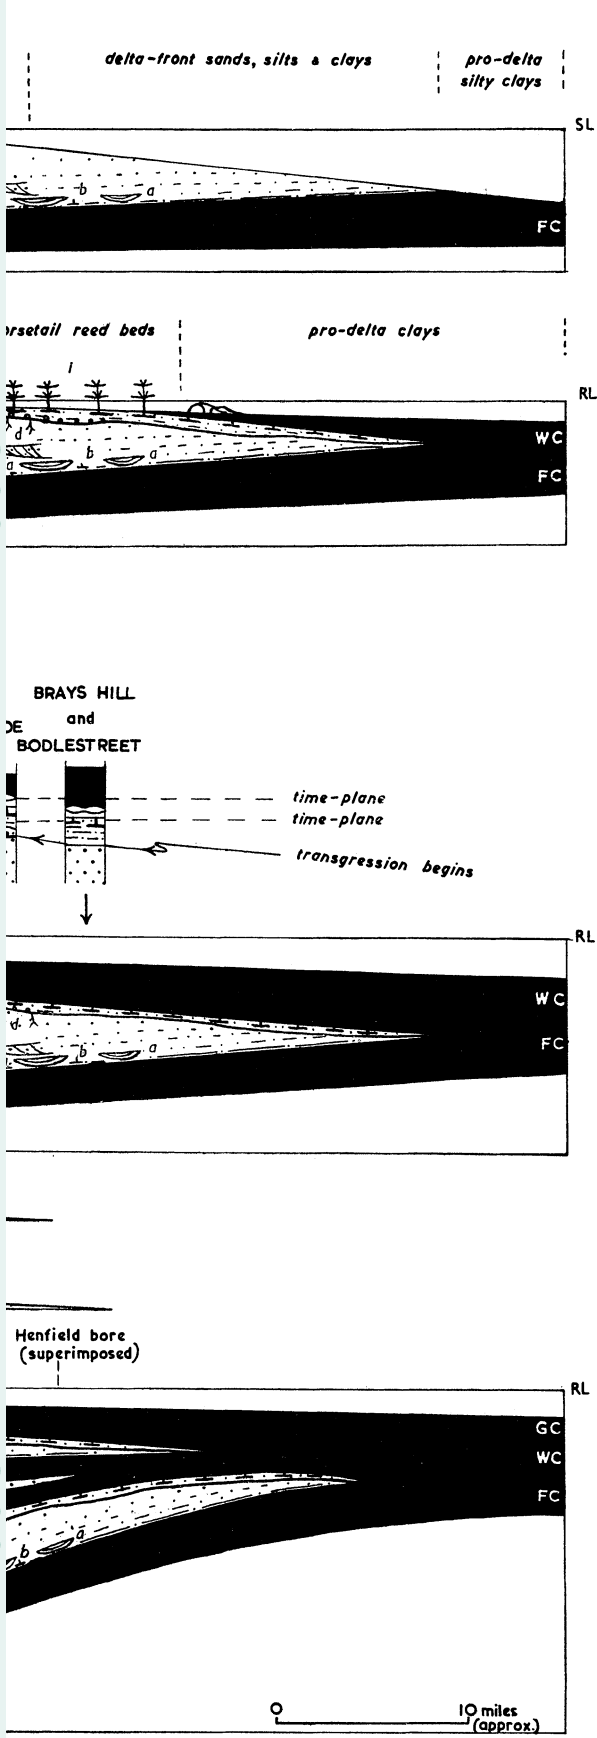 delta-front sands, silts & clays
pro-delta
silty clays
SL
b
a
FC
orsetail reed beds
pro-delta clays
i
RL
d
b
a
WC
a
FC
BRAYS HILL
and
DE
BODLESTREET
time-plane
time-plane
transgression begins
RL
WC
d
b
a
FC
Henfield bore
(superimposed)
RL
GC
WC
FC
a
b
0
10 miles
(approx.)